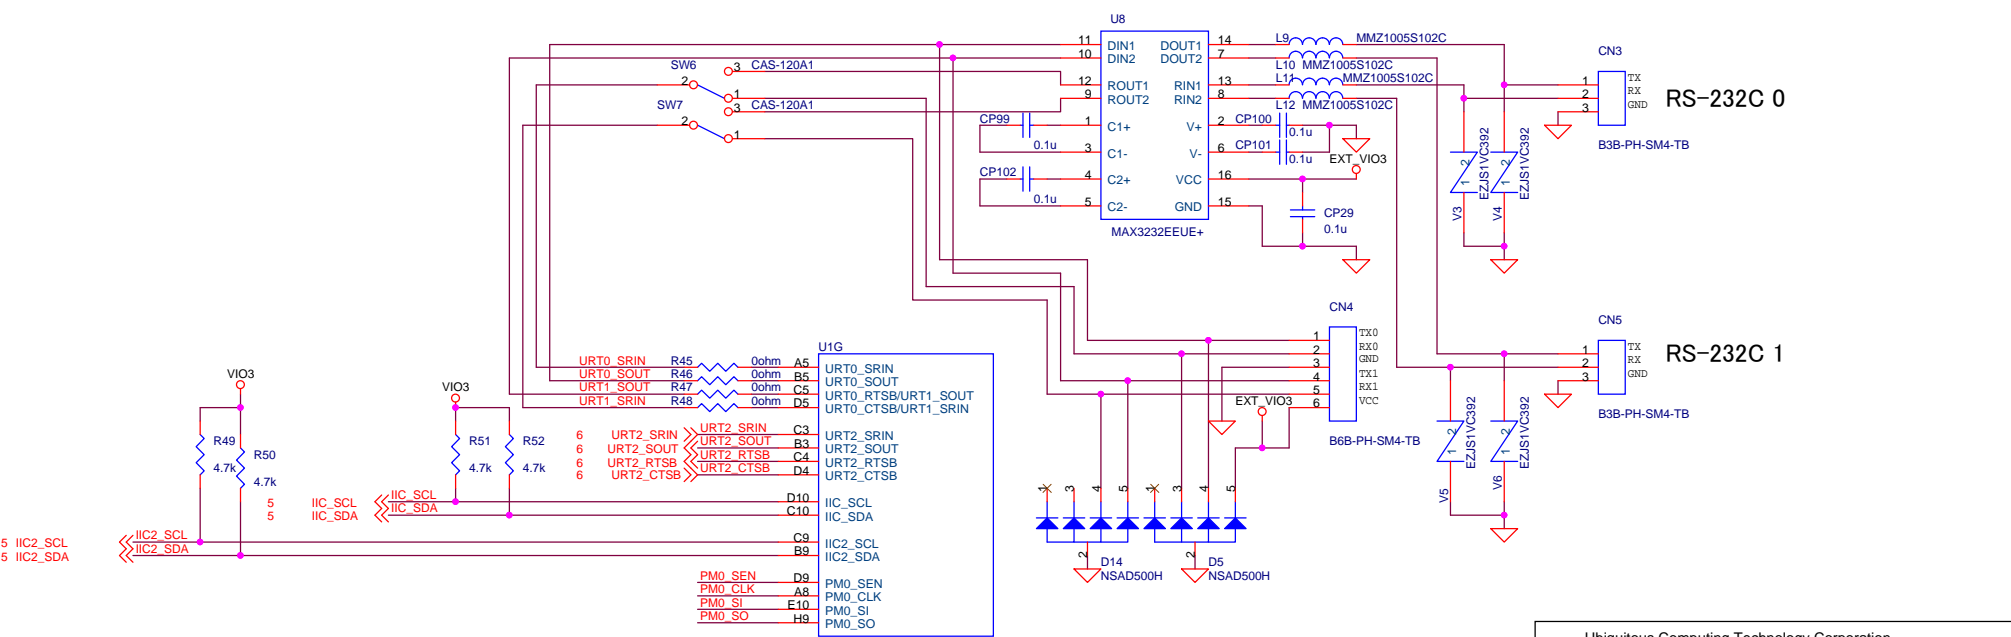 U8
11 DIN1 DOUT1 14 L9 MMZ1005S102C
10 DIN2 DOUT2 7 L10 MMZ1005S102C
12 ROUT1 RIN1 13 L11 MMZ1005S102C
9 ROUT2 RIN2 8 L12 MMZ1005S102C
1 C1+ V+ 2 CP100 0.1u
3 C1- V- 6 CP101 0.1u
4 C2+ VCC 16 EXT_VIO3
5 C2- GND 15
MAX3232EEUE+
SW6 2 3 1 CAS-120A1
SW7 2 3 1 CAS-120A1
CP99 0.1u
CP102 0.1u
CP29
0.1u
CN3
1 TX
2 RX
3 GND
B3B-PH-SM4-TB
RS-232C 0
V3 1 2 EZJS1VC392
V4 1 2 EZJS1VC392
CN4
1 TX0
2 RX0
3 GND
4 TX1
5 RX1
6 VCC
B6B-PH-SM4-TB
EXT_VIO3
CN5
1 TX
2 RX
3 GND
B3B-PH-SM4-TB
RS-232C 1
V5 1 2 EZJS1VC392
V6 1 2 EZJS1VC392
1 3 4 5
2
D14
NSAD500H
1 3 4 5
2
D5
NSAD500H
U1G
URT0_SRIN R45 0ohm A5 URT0_SRIN
URT0_SOUT R46 0ohm B5 URT0_SOUT
URT1_SOUT R47 0ohm C5 URT0_RTSB/URT1_SOUT
URT1_SRIN R48 0ohm D5 URT0_CTSB/URT1_SRIN
6 URT2_SRIN URT2_SRIN C3 URT2_SRIN
6 URT2_SOUT URT2_SOUT B3 URT2_SOUT
6 URT2_RTSB URT2_RTSB C4 URT2_RTSB
6 URT2_CTSB URT2_CTSB D4 URT2_CTSB
VIO3
R49
4.7k
R50
4.7k
VIO3
R51
4.7k
R52
4.7k
5 IIC_SCL IIC_SCL D10 IIC_SCL
5 IIC_SDA IIC_SDA C10 IIC_SDA
5 IIC2_SCL IIC2_SCL C9 IIC2_SCL
5 IIC2_SDA IIC2_SDA B9 IIC2_SDA
PM0_SEN D9 PM0_SEN
PM0_CLK A8 PM0_CLK
PM0_SI E10 PM0_SI
PM0_SO H9 PM0_SO
Ubiquitous Computing Technology Corporation